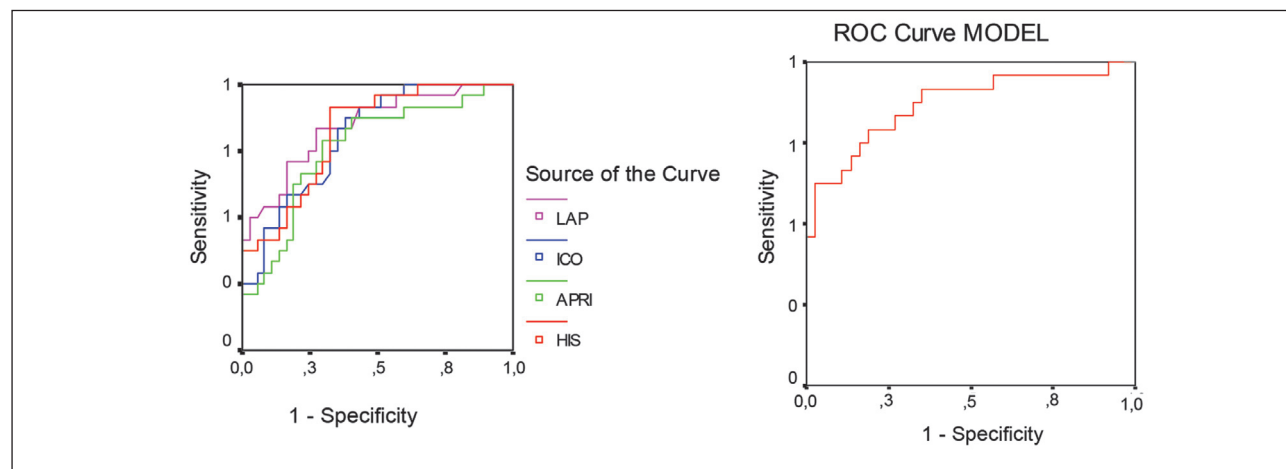 ROC Curve MODEL
Sensitivity
1
1
1
0
0
0,0
,3
,5
,8
1,0
1 - Specificity
Source of the Curve
LAP
ICO
APRI
HIS
Sensitivity
1
1
1
0
0
0,0
,3
,5
,8
1,0
1 - Specificity